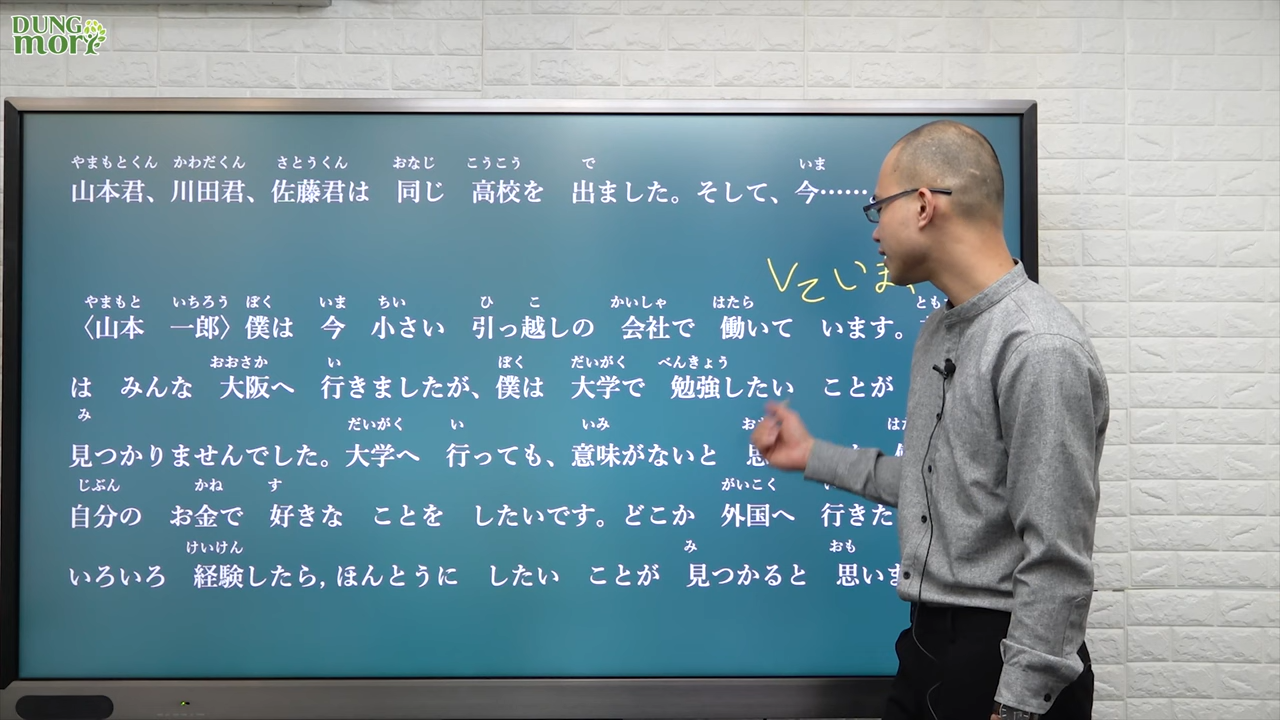 DUNG
mori
やまもとくん かわだくん さとうくん おなじ こうこう で いま
山本君、川田君、佐藤君は 同じ 高校を 出ました。そして、今……。
Vていま
やまもと いちろう ぼく いま ちい ひ こ かいしゃ はたら とも
〈山本 一郎〉僕は 今 小さい 引っ越しの 会社で 働いて います。
おおさか い ぼく だいがく べんきょう
は みんな 大阪へ 行きましたが、僕は 大学で 勉強したい ことが
み だいがく い いみ
見つかりませんでした。大学へ 行っても、意味がないと 思
じぶん かね す がいこく い
自分の お金で 好きな ことを したいです。どこか 外国へ 行きた
けいけん み おも
いろいろ 経験したら, ほんとうに したい ことが 見つかると 思いま